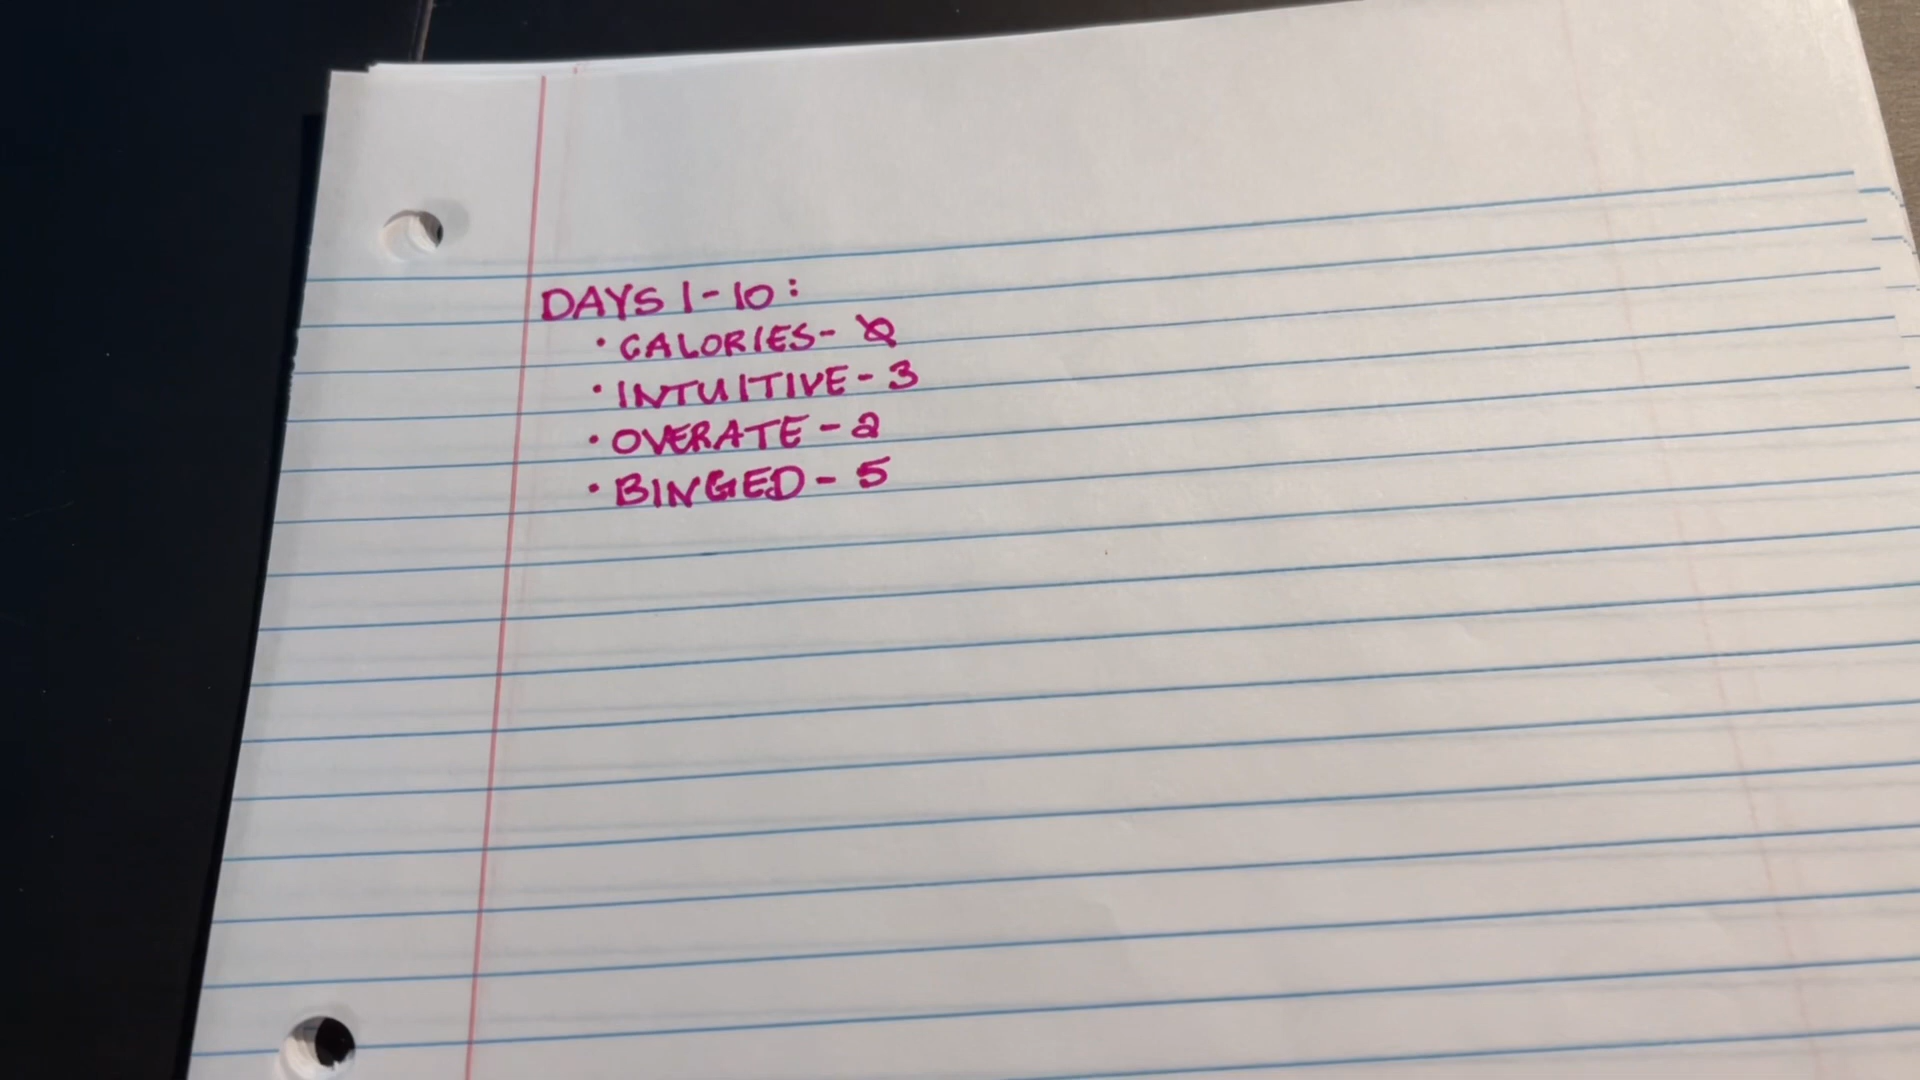 DAYS 1-10:
• CALORIES - 0
• INTUITIVE - 3
• OVERATE - 2
• BINGED - 5